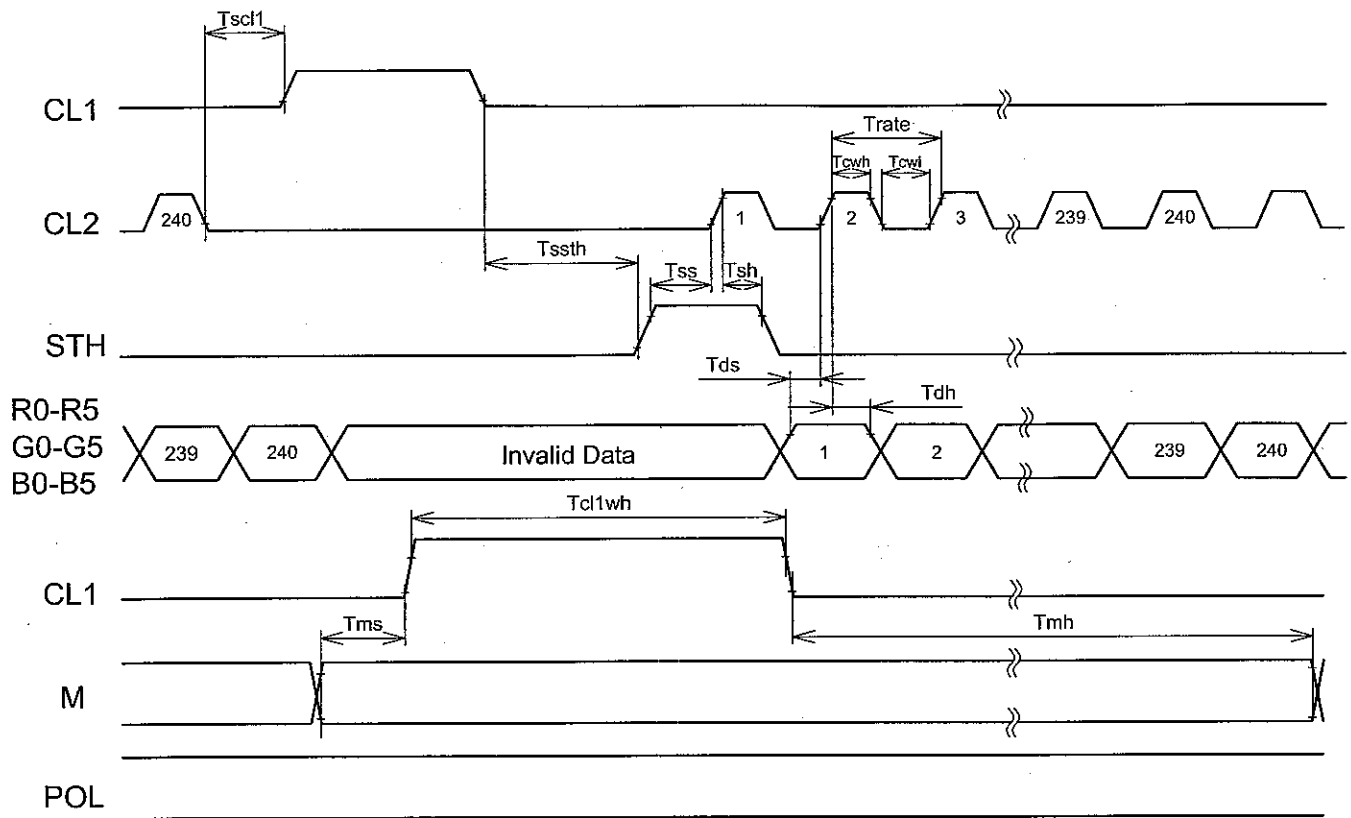 Tscl1
CL1
Trate
Tcwh
Tcwl
CL2
240
1
2
3
239
240
Tssth
Tss
Tsh
STH
Tds
Tdh
R0-R5
G0-G5
B0-B5
239
240
Invalid Data
1
2
239
240
Tcl1wh
CL1
Tms
Tmh
M
POL